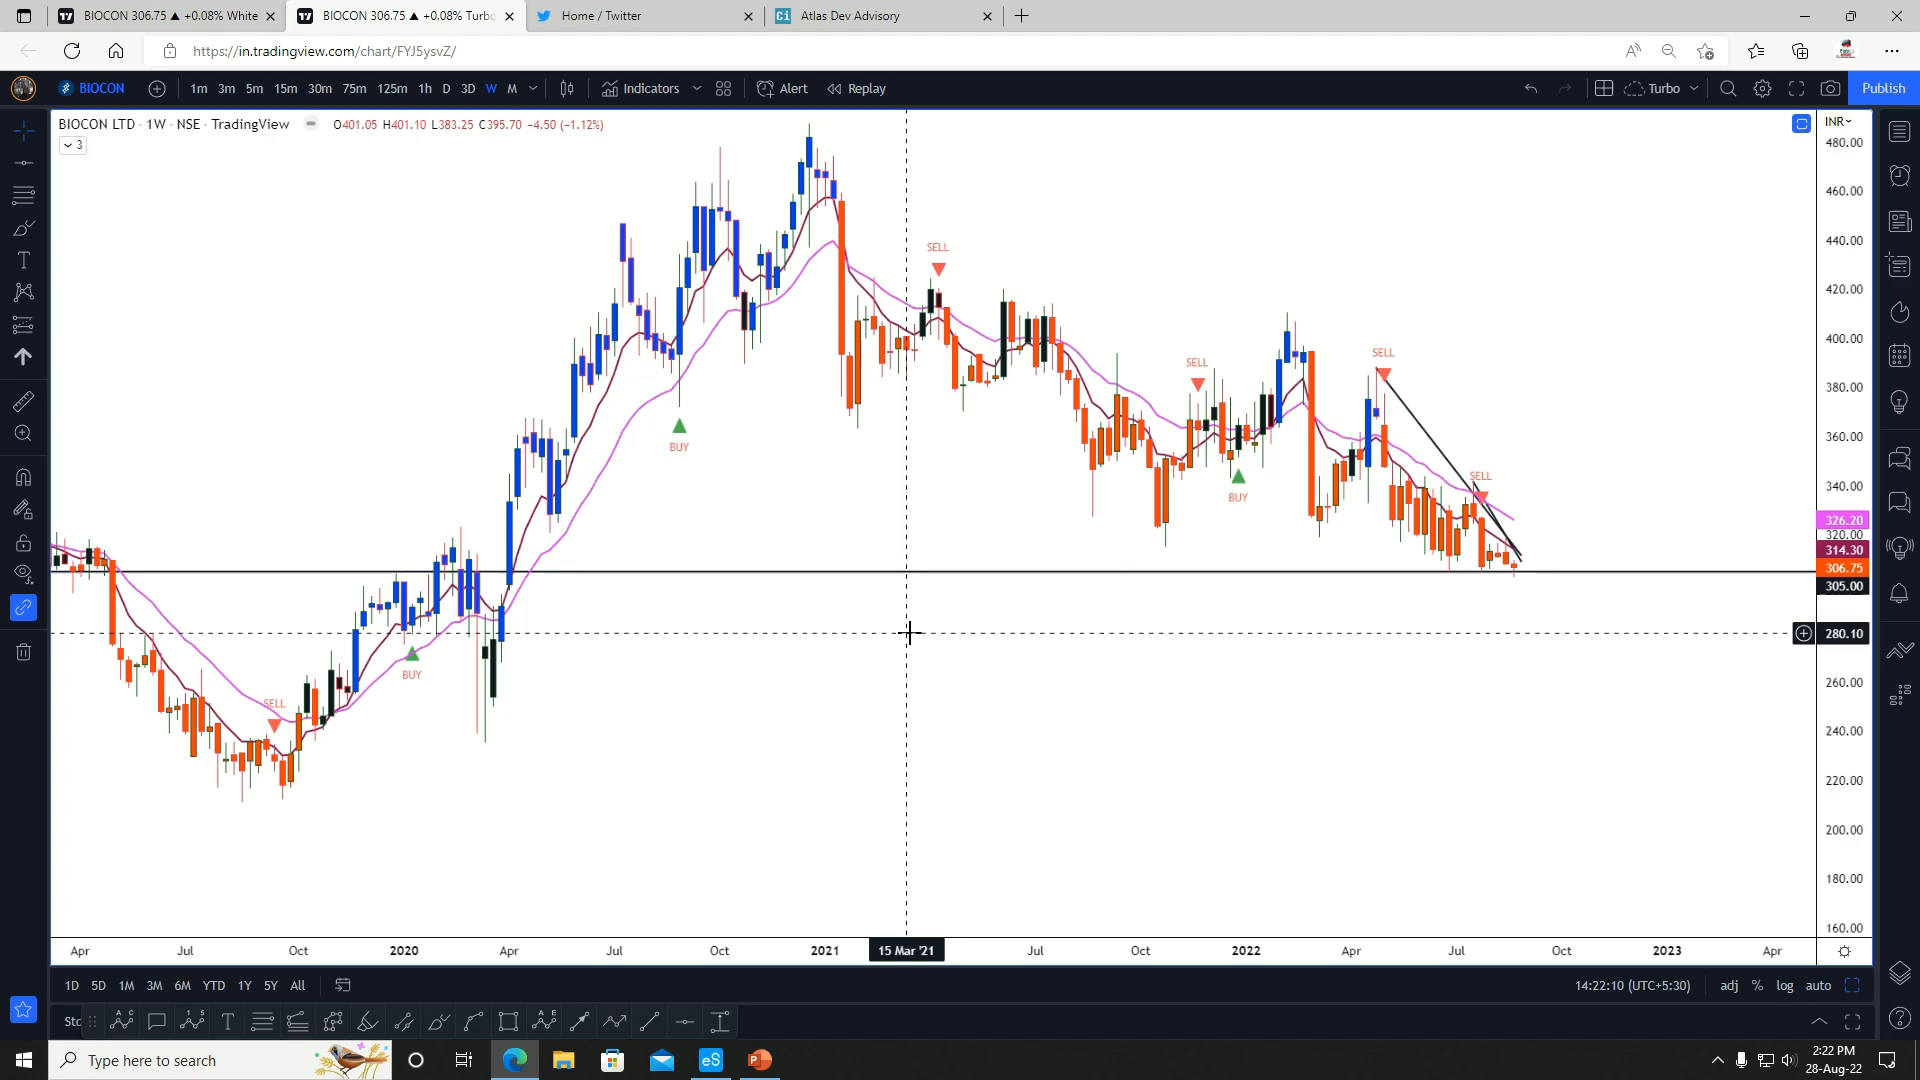 BIOCON 306.75 ▲ +0.08% White
BIOCON 306.75 ▲ +0.08% Turbo
Home / Twitter
Ci Atlas Dev Advisory
https://in.tradingview.com/chart/FYJ5ysvZ/
BIOCON 1m 3m 5m 15m 30m 75m 125m 1h D 3D W M Indicators Alert Replay Turbo Publish
BIOCON LTD · 1W · NSE · TradingView O401.05 H401.10 L383.25 C395.70 −4.50 (−1.12%)
INR
3
480.00
460.00
440.00
420.00
400.00
380.00
360.00
340.00
326.20
320.00
314.30
306.75
305.00
280.10
260.00
240.00
220.00
200.00
180.00
160.00
SELL
SELL
SELL
BUY
SELL
BUY
BUY
SELL
Apr Jul Oct 2020 Apr Jul Oct 2021 15 Mar '21 Jul Oct 2022 Apr Jul Oct 2023 Apr
1D 5D 1M 3M 6M YTD 1Y 5Y All 14:22:10 (UTC+5:30) adj % log auto
Type here to search
eS
2:22 PM
28-Aug-22